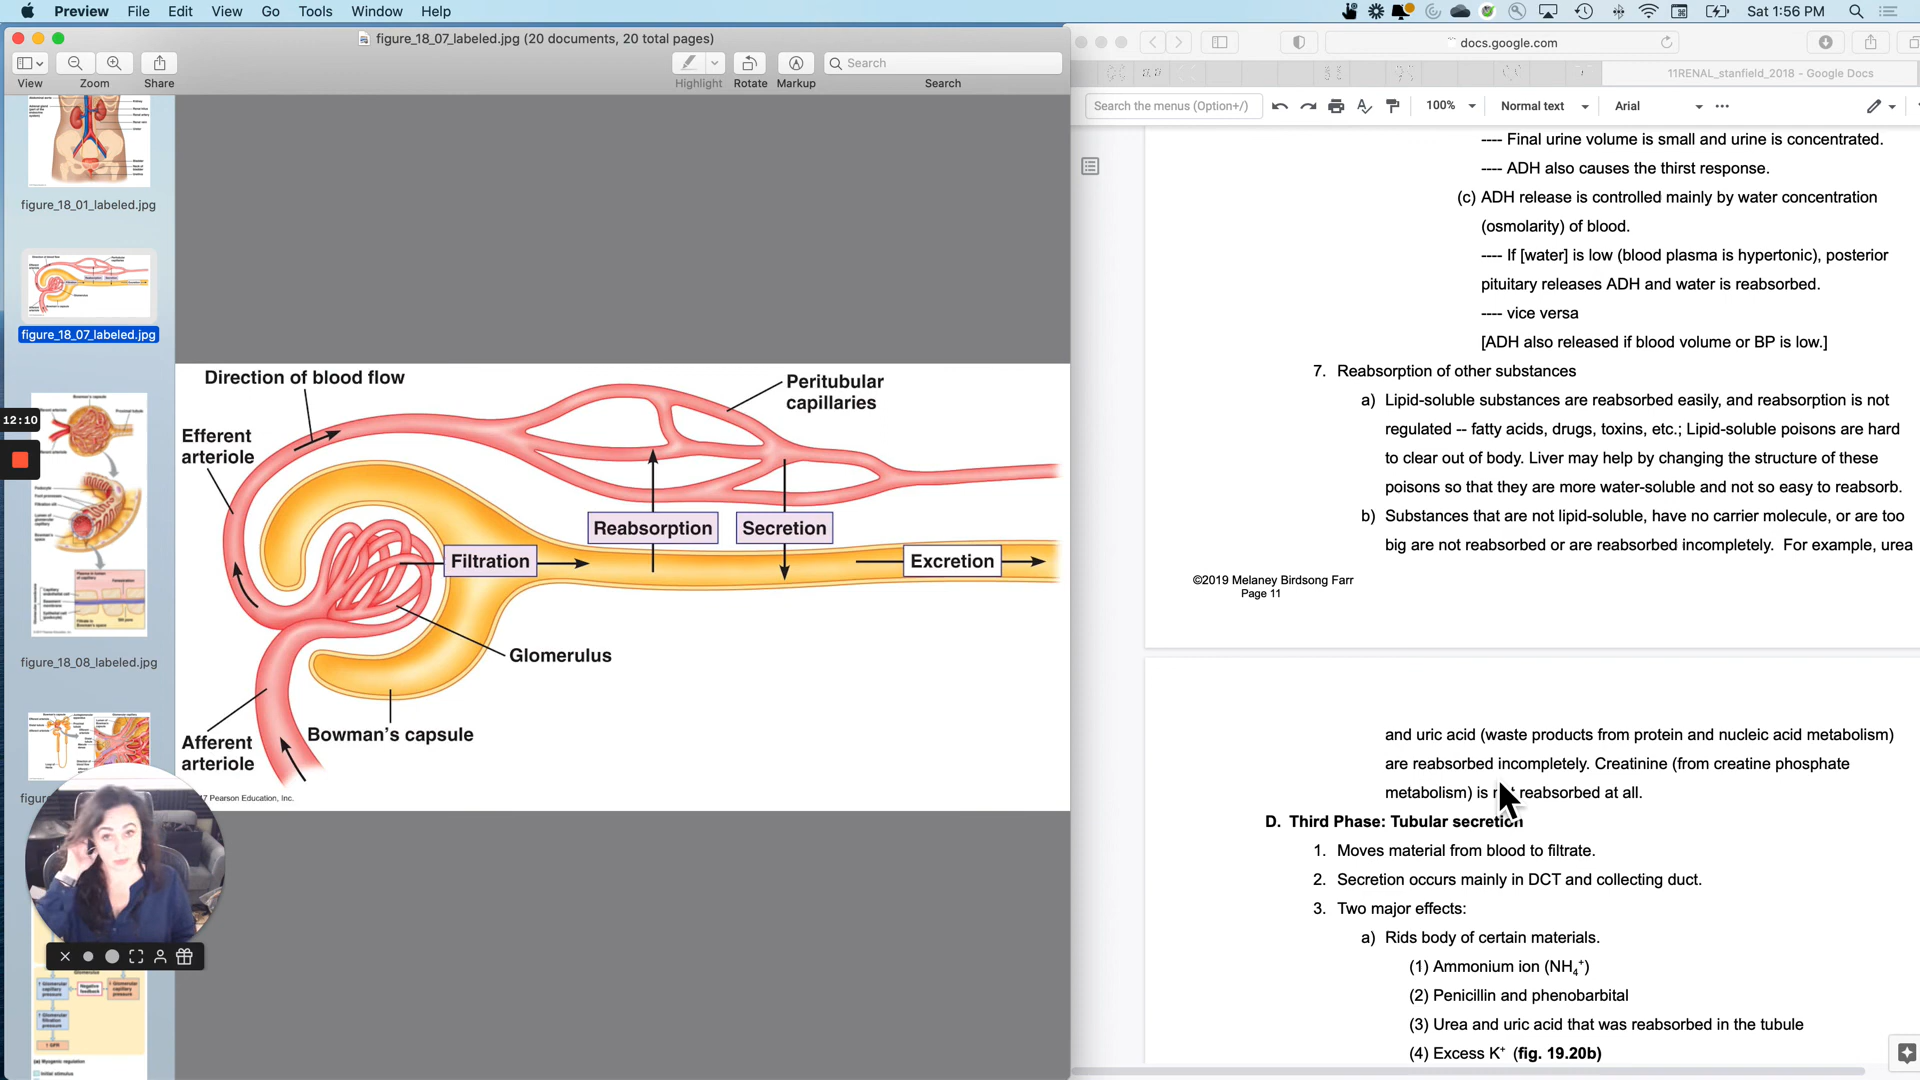 Preview File Edit View Go Tools Window Help
Sat 1:56 PM
figure_18_07_labeled.jpg (20 documents, 20 total pages)
View
Zoom
Share
Highlight
Rotate
Markup
Search
Search
figure_18_01_labeled.jpg
figure_18_07_labeled.jpg
figure_18_08_labeled.jpg
12:10
Direction of blood flow
Efferent
arteriole
Peritubular
capillaries
Reabsorption
Secretion
Filtration
Excretion
Glomerulus
Bowman's capsule
Afferent
arteriole
Pearson Education, Inc.
docs.google.com
11RENAL_stanfield_2018 - Google Docs
Search the menus (Option+/)
100%
Normal text
Arial
---- Final urine volume is small and urine is concentrated.
---- ADH also causes the thirst response.
(c) ADH release is controlled mainly by water concentration
(osmolarity) of blood.
---- If [water] is low (blood plasma is hypertonic), posterior
pituitary releases ADH and water is reabsorbed.
---- vice versa
[ADH also released if blood volume or BP is low.]
7. Reabsorption of other substances
a) Lipid-soluble substances are reabsorbed easily, and reabsorption is not
regulated -- fatty acids, drugs, toxins, etc.; Lipid-soluble poisons are hard
to clear out of body. Liver may help by changing the structure of these
poisons so that they are more water-soluble and not so easy to reabsorb.
b) Substances that are not lipid-soluble, have no carrier molecule, or are too
big are not reabsorbed or are reabsorbed incompletely. For example, urea
©2019 Melaney Birdsong Farr
Page 11
and uric acid (waste products from protein and nucleic acid metabolism)
are reabsorbed incompletely. Creatinine (from creatine phosphate
metabolism) is not reabsorbed at all.
D. Third Phase: Tubular secretion
1. Moves material from blood to filtrate.
2. Secretion occurs mainly in DCT and collecting duct.
3. Two major effects:
a) Rids body of certain materials.
(1) Ammonium ion (NH₄⁺)
(2) Penicillin and phenobarbital
(3) Urea and uric acid that was reabsorbed in the tubule
(4) Excess K⁺ (fig. 19.20b)